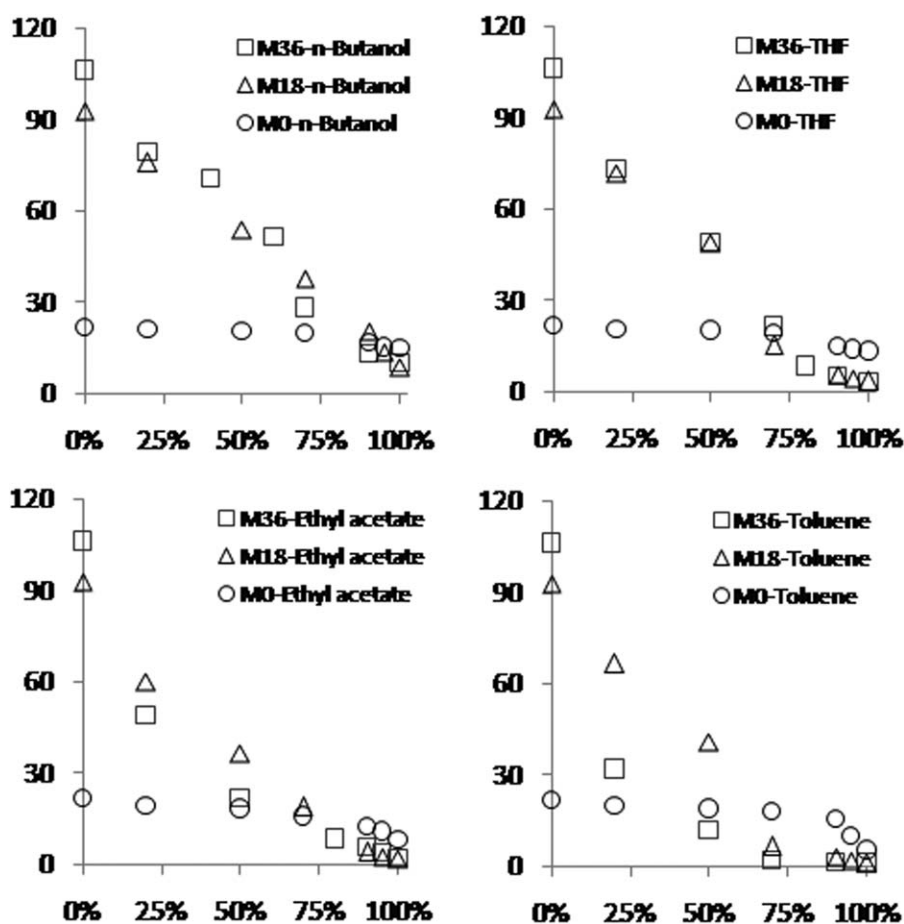 120
90
60
30
0
M36-n-Butanol
M18-n-Butanol
M0-n-Butanol
0% 25% 50% 75% 100%
120
90
60
30
0
M36-THF
M18-THF
M0-THF
0% 25% 50% 75% 100%
120
90
60
30
0
M36-Ethyl acetate
M18-Ethyl acetate
M0-Ethyl acetate
0% 25% 50% 75% 100%
120
90
60
30
0
M36-Toluene
M18-Toluene
M0-Toluene
0% 25% 50% 75% 100%